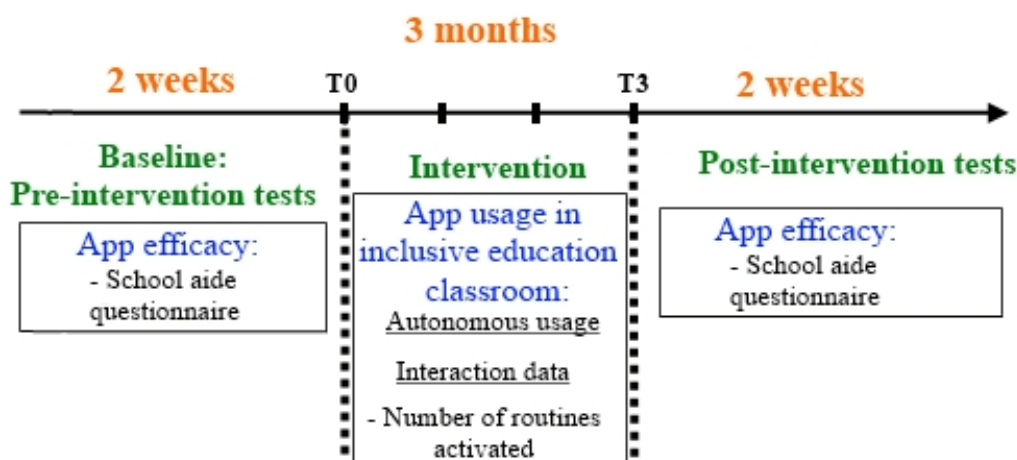 3 months
2 weeks
T0
T3
2 weeks
Baseline:
Pre-intervention tests
Intervention
Post-intervention tests
App efficacy:
- School aide
questionnaire
App usage in
inclusive education
classroom:
Autonomous usage
Interaction data
- Number of routines
activated
App efficacy:
- School aide
questionnaire